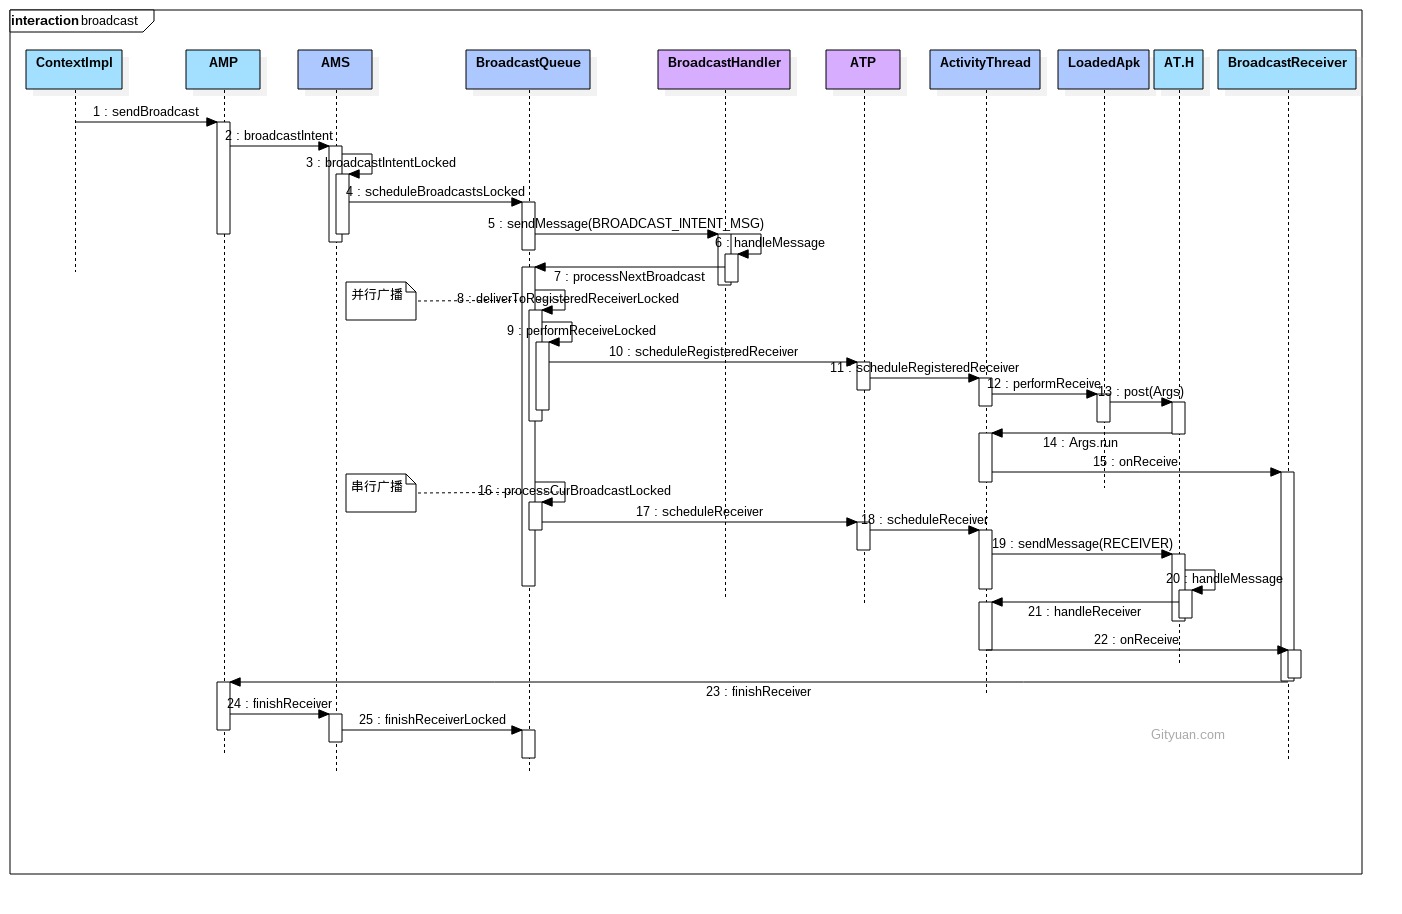 interaction broadcast
ContextImpl
AMP
AMS
BroadcastQueue
BroadcastHandler
ATP
ActivityThread
LoadedApk
AT.H
BroadcastReceiver
1 : sendBroadcast
2 : broadcastIntent
3 : broadcastIntentLocked
4 : scheduleBroadcastsLocked
5 : sendMessage(BROADCAST_INTENT_MSG)
6 : handleMessage
7 : processNextBroadcast
并行广播
8 : deliverToRegisteredReceiverLocked
9 : performReceiveLocked
10 : scheduleRegisteredReceiver
11 : scheduleRegisteredReceiver
12 : performReceive
13 : post(Args)
14 : Args.run
15 : onReceive
串行广播
16 : processCurBroadcastLocked
17 : scheduleReceiver
18 : scheduleReceiver
19 : sendMessage(RECEIVER)
20 : handleMessage
21 : handleReceiver
22 : onReceive
23 : finishReceiver
24 : finishReceiver
25 : finishReceiverLocked
Gityuan.com